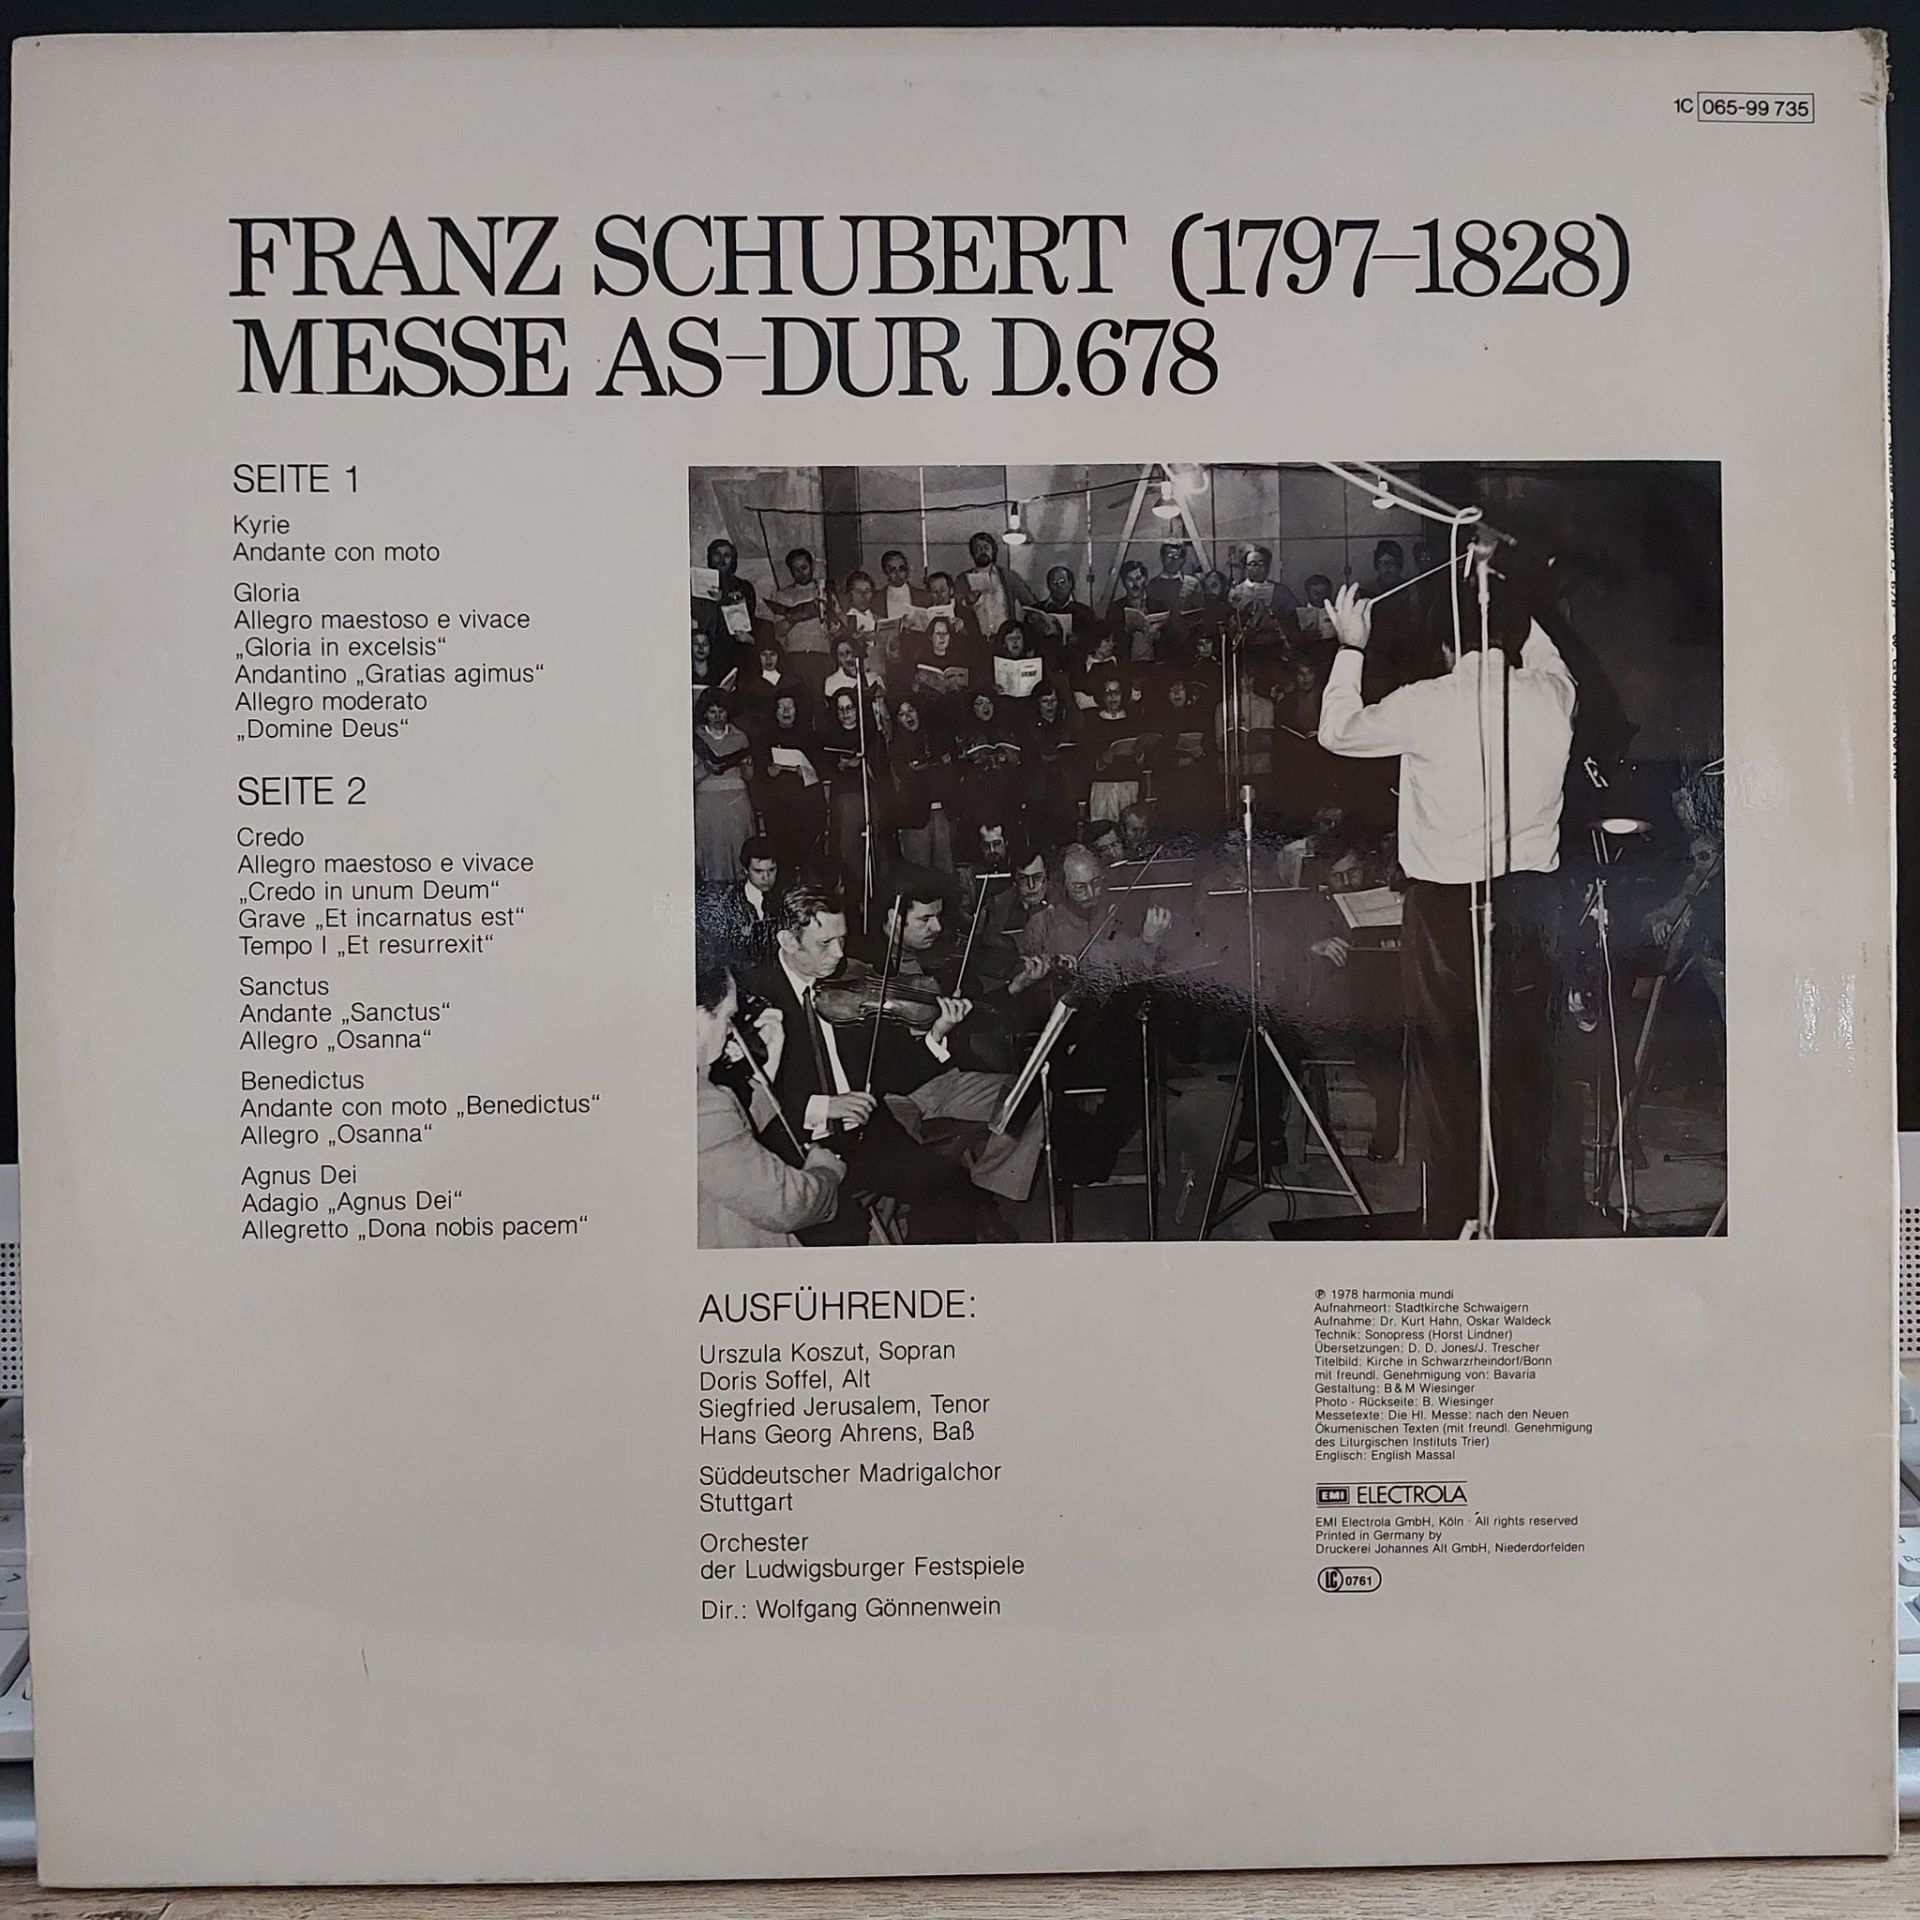 1C 065-99 735
FRANZ SCHUBERT (1797–1828)
MESSE AS–DUR D.678
SEITE 1
Kyrie
Andante con moto
Gloria
Allegro maestoso e vivace
„Gloria in excelsis“
Andantino „Gratias agimus“
Allegro moderato
„Domine Deus“
SEITE 2
Credo
Allegro maestoso e vivace
„Credo in unum Deum“
Grave „Et incarnatus est“
Tempo I „Et resurrexit“
Sanctus
Andante „Sanctus“
Allegro „Osanna“
Benedictus
Andante con moto „Benedictus“
Allegro „Osanna“
Agnus Dei
Adagio „Agnus Dei“
Allegretto „Dona nobis pacem“
AUSFÜHRENDE:
Urszula Koszut, Sopran
Doris Soffel, Alt
Siegfried Jerusalem, Tenor
Hans Georg Ahrens, Baß
Süddeutscher Madrigalchor
Stuttgart
Orchester
der Ludwigsburger Festspiele
Dir.: Wolfgang Gönnenwein
℗ 1978 harmonia mundi
Aufnahmeort: Stadtkirche Schwaigern
Aufnahme: Dr. Kurt Hahn, Oskar Waldeck
Technik: Sonopress (Horst Lindner)
Übersetzungen: D. D. Jones/J. Trescher
Titelbild: Kirche in Schwarzrheindorf/Bonn
mit freundl. Genehmigung von: Bavaria
Gestaltung: B & M Wiesinger
Photo - Rückseite: B. Wiesinger
Messetexte: Die Hl. Messe: nach den Neuen
Ökumenischen Texten (mit freundl. Genehmigung
des Liturgischen Instituts Trier)
Englisch: English Massal
EMI ELECTROLA
EMI Electrola GmbH, Köln · All rights reserved
Printed in Germany by
Druckerei Johannes Alt GmbH, Niederdorfelden
LC 0761